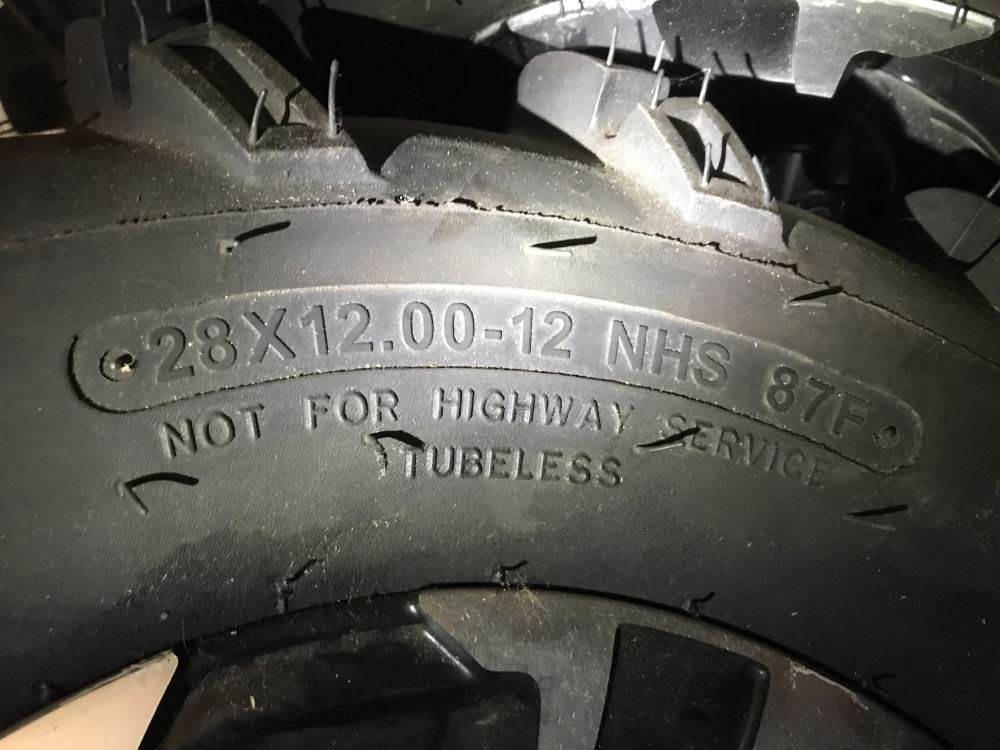 28X12.00-12 NHS 87F
NOT FOR HIGHWAY SERVICE
TUBELESS